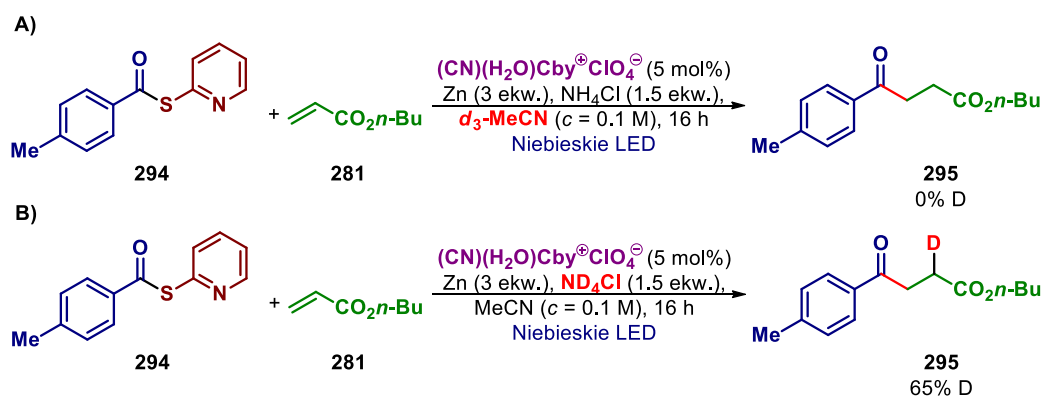 A)
O
S
N
Me
294
+
CO₂n-Bu
281
(CN)(H₂O)Cby⊕ClO₄⊖ (5 mol%)
Zn (3 ekw.), NH₄Cl (1.5 ekw.),
d₃-MeCN (c = 0.1 M), 16 h
Niebieskie LED
O
CO₂n-Bu
Me
295
0% D
B)
O
S
N
Me
294
+
CO₂n-Bu
281
(CN)(H₂O)Cby⊕ClO₄⊖ (5 mol%)
Zn (3 ekw.), ND₄Cl (1.5 ekw.),
MeCN (c = 0.1 M), 16 h
Niebieskie LED
O
D
CO₂n-Bu
Me
295
65% D